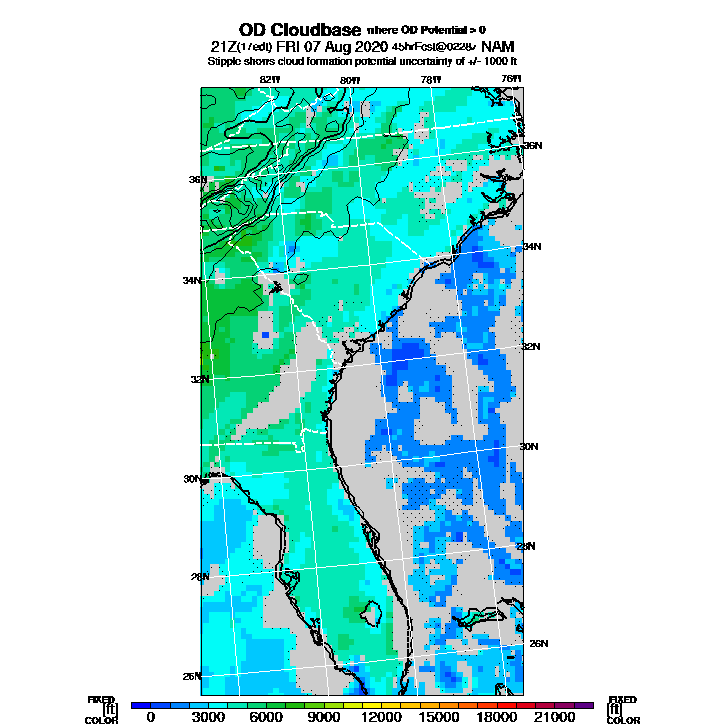 OD Cloudbase where OD Potential > 0
21Z(17edt) FRI 07 Aug 2020 45hrFcst@0228z NAM
Stipple shows cloud formation potential uncertainty of +/- 1000 ft
82W 80W 78W 76W
36N
36N
34N
34N
32N
32N
30N
30N
28N
28N
26N
26N
FIXED FIXED
[ft] [ft]
COLOR COLOR
0 3000 6000 9000 12000 15000 18000 21000